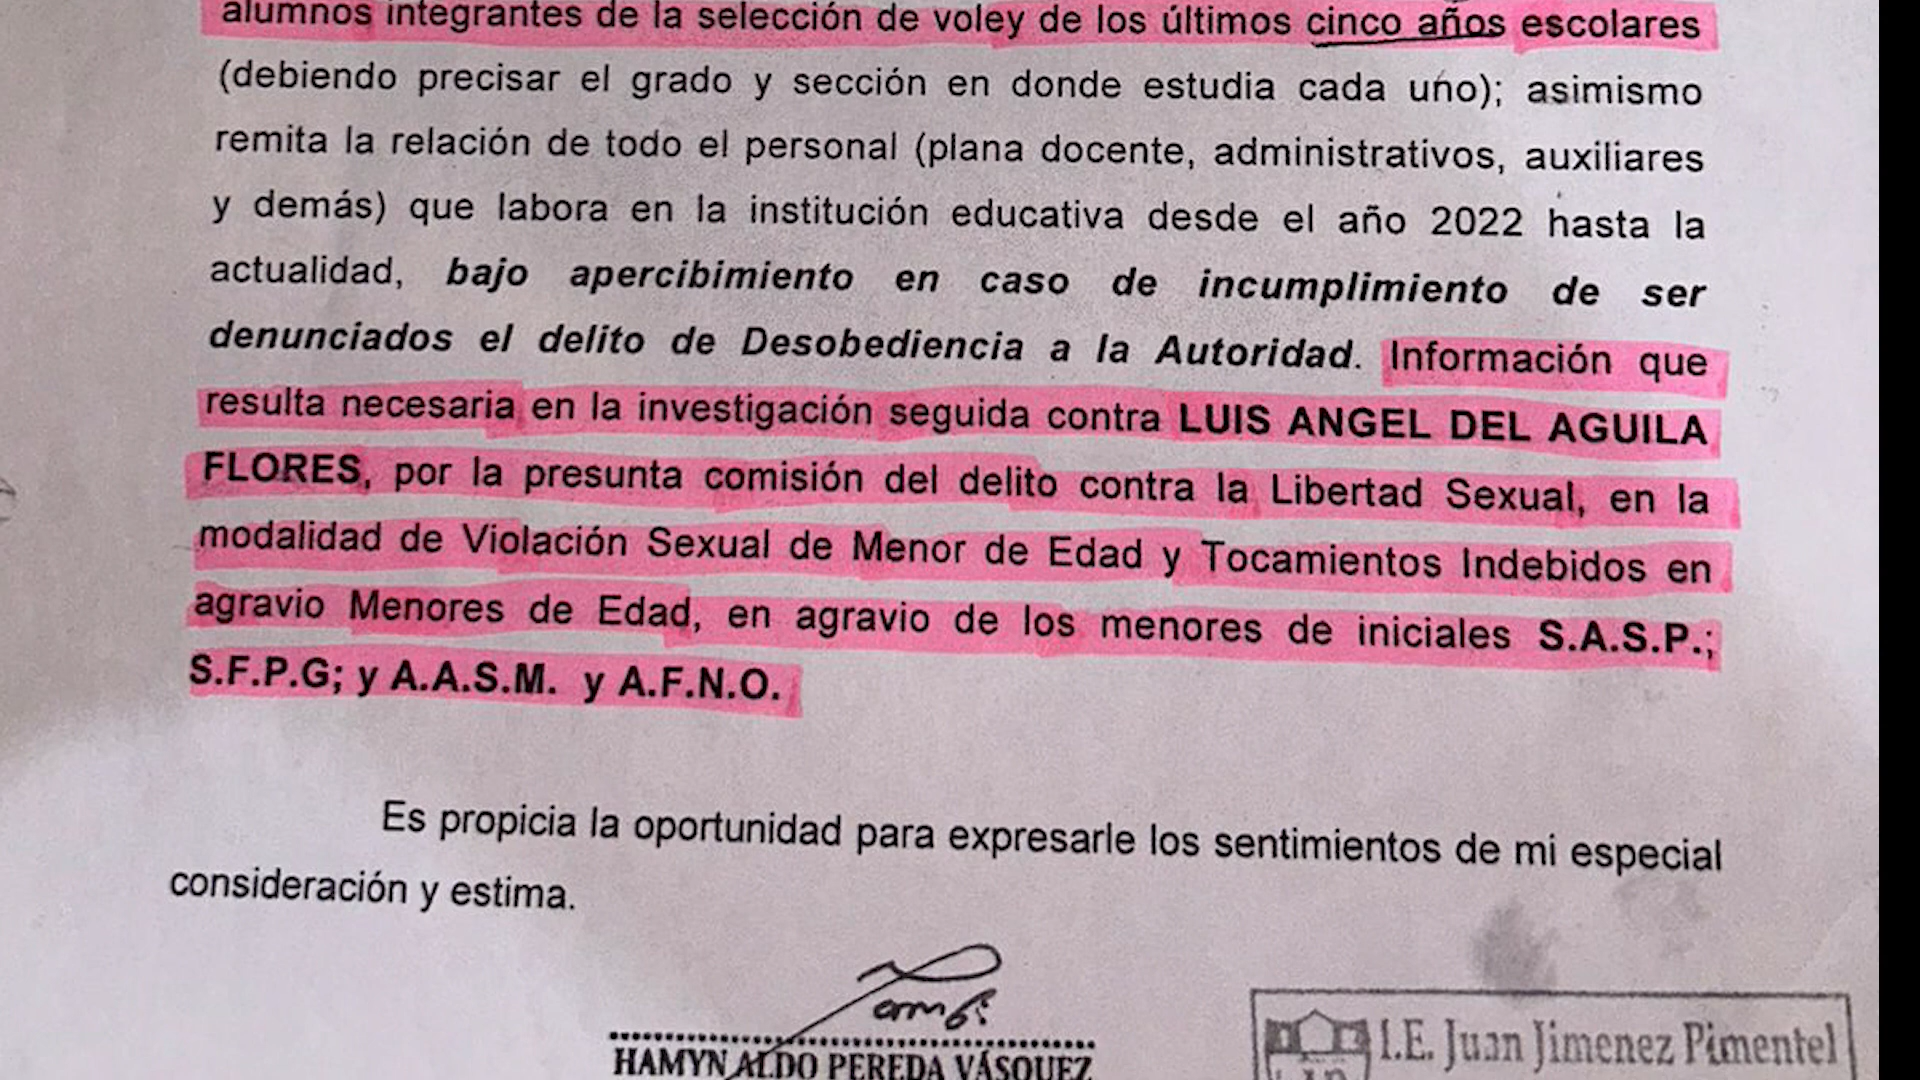 alumnos integrantes de la selección de voley de los últimos cinco años escolares
(debiendo precisar el grado y sección en donde estudia cada uno); asimismo
remita la relación de todo el personal (plana docente, administrativos, auxiliares
y demás) que labora en la institución educativa desde el año 2022 hasta la
actualidad, bajo apercibimiento en caso de incumplimiento de ser
denunciados el delito de Desobediencia a la Autoridad. Información que
resulta necesaria en la investigación seguida contra LUIS ANGEL DEL AGUILA
FLORES, por la presunta comisión del delito contra la Libertad Sexual, en la
modalidad de Violación Sexual de Menor de Edad y Tocamientos Indebidos en
agravio Menores de Edad, en agravio de los menores de iniciales S.A.S.P.;
S.F.P.G; y A.A.S.M. y A.F.N.O.
Es propicia la oportunidad para expresarle los sentimientos de mi especial
consideración y estima.
HAMYN ALDO PEREDA VÁSQUEZ
I.E. Juan Jimenez Pimentel